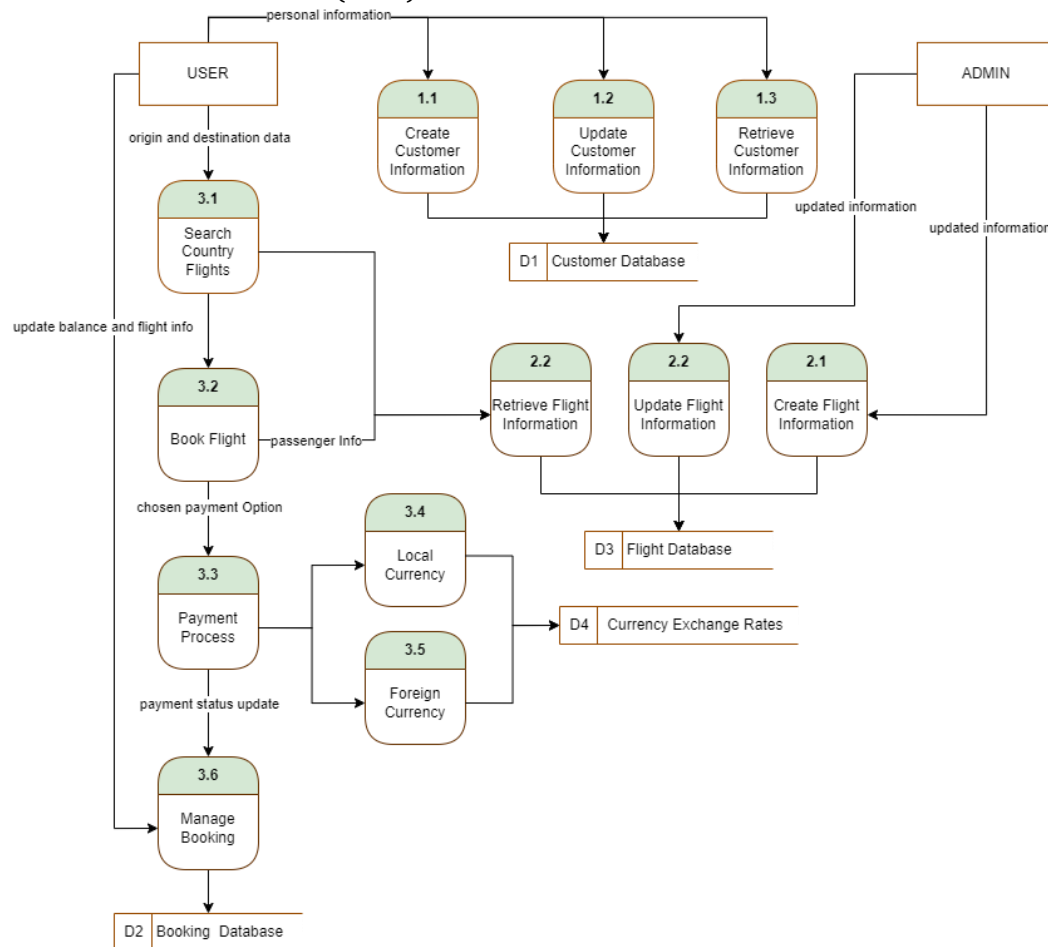 personal information
USER
ADMIN
1.1
Create
Customer
Information
1.2
Update
Customer
Information
1.3
Retrieve
Customer
Information
origin and destination data
3.1
Search
Country
Flights
updated information
updated information
D1 Customer Database
update balance and flight info
3.2
Book Flight
passenger Info
2.2
Retrieve Flight
Information
2.2
Update Flight
Information
2.1
Create Flight
Information
chosen payment Option
3.4
Local
Currency
D3 Flight Database
3.3
Payment
Process
D4 Currency Exchange Rates
3.5
Foreign
Currency
payment status update
3.6
Manage
Booking
D2 Booking Database